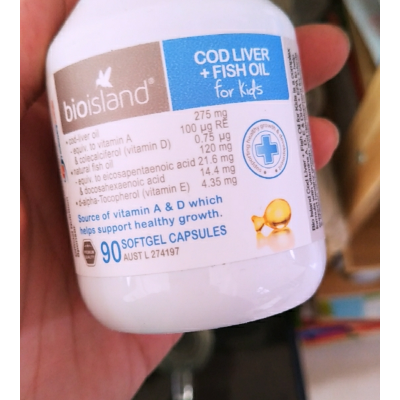 bioisland®
COD LIVER
+ FISH OIL
for kids
• cod-liver oil 275 mg
- equiv. to vitamin A 100 µg RE
& colecalciferol (vitamin D) 0.75 µg
• natural fish oil 120 mg
- equiv. to eicosapentaenoic acid 21.6 mg
& docosahexaenoic acid 14.4 mg
• d-alpha-Tocopherol (vitamin E) 4.35 mg
Source of vitamin A & D which
helps support healthy growth.
90 SOFTGEL CAPSULES
AUST L 274197